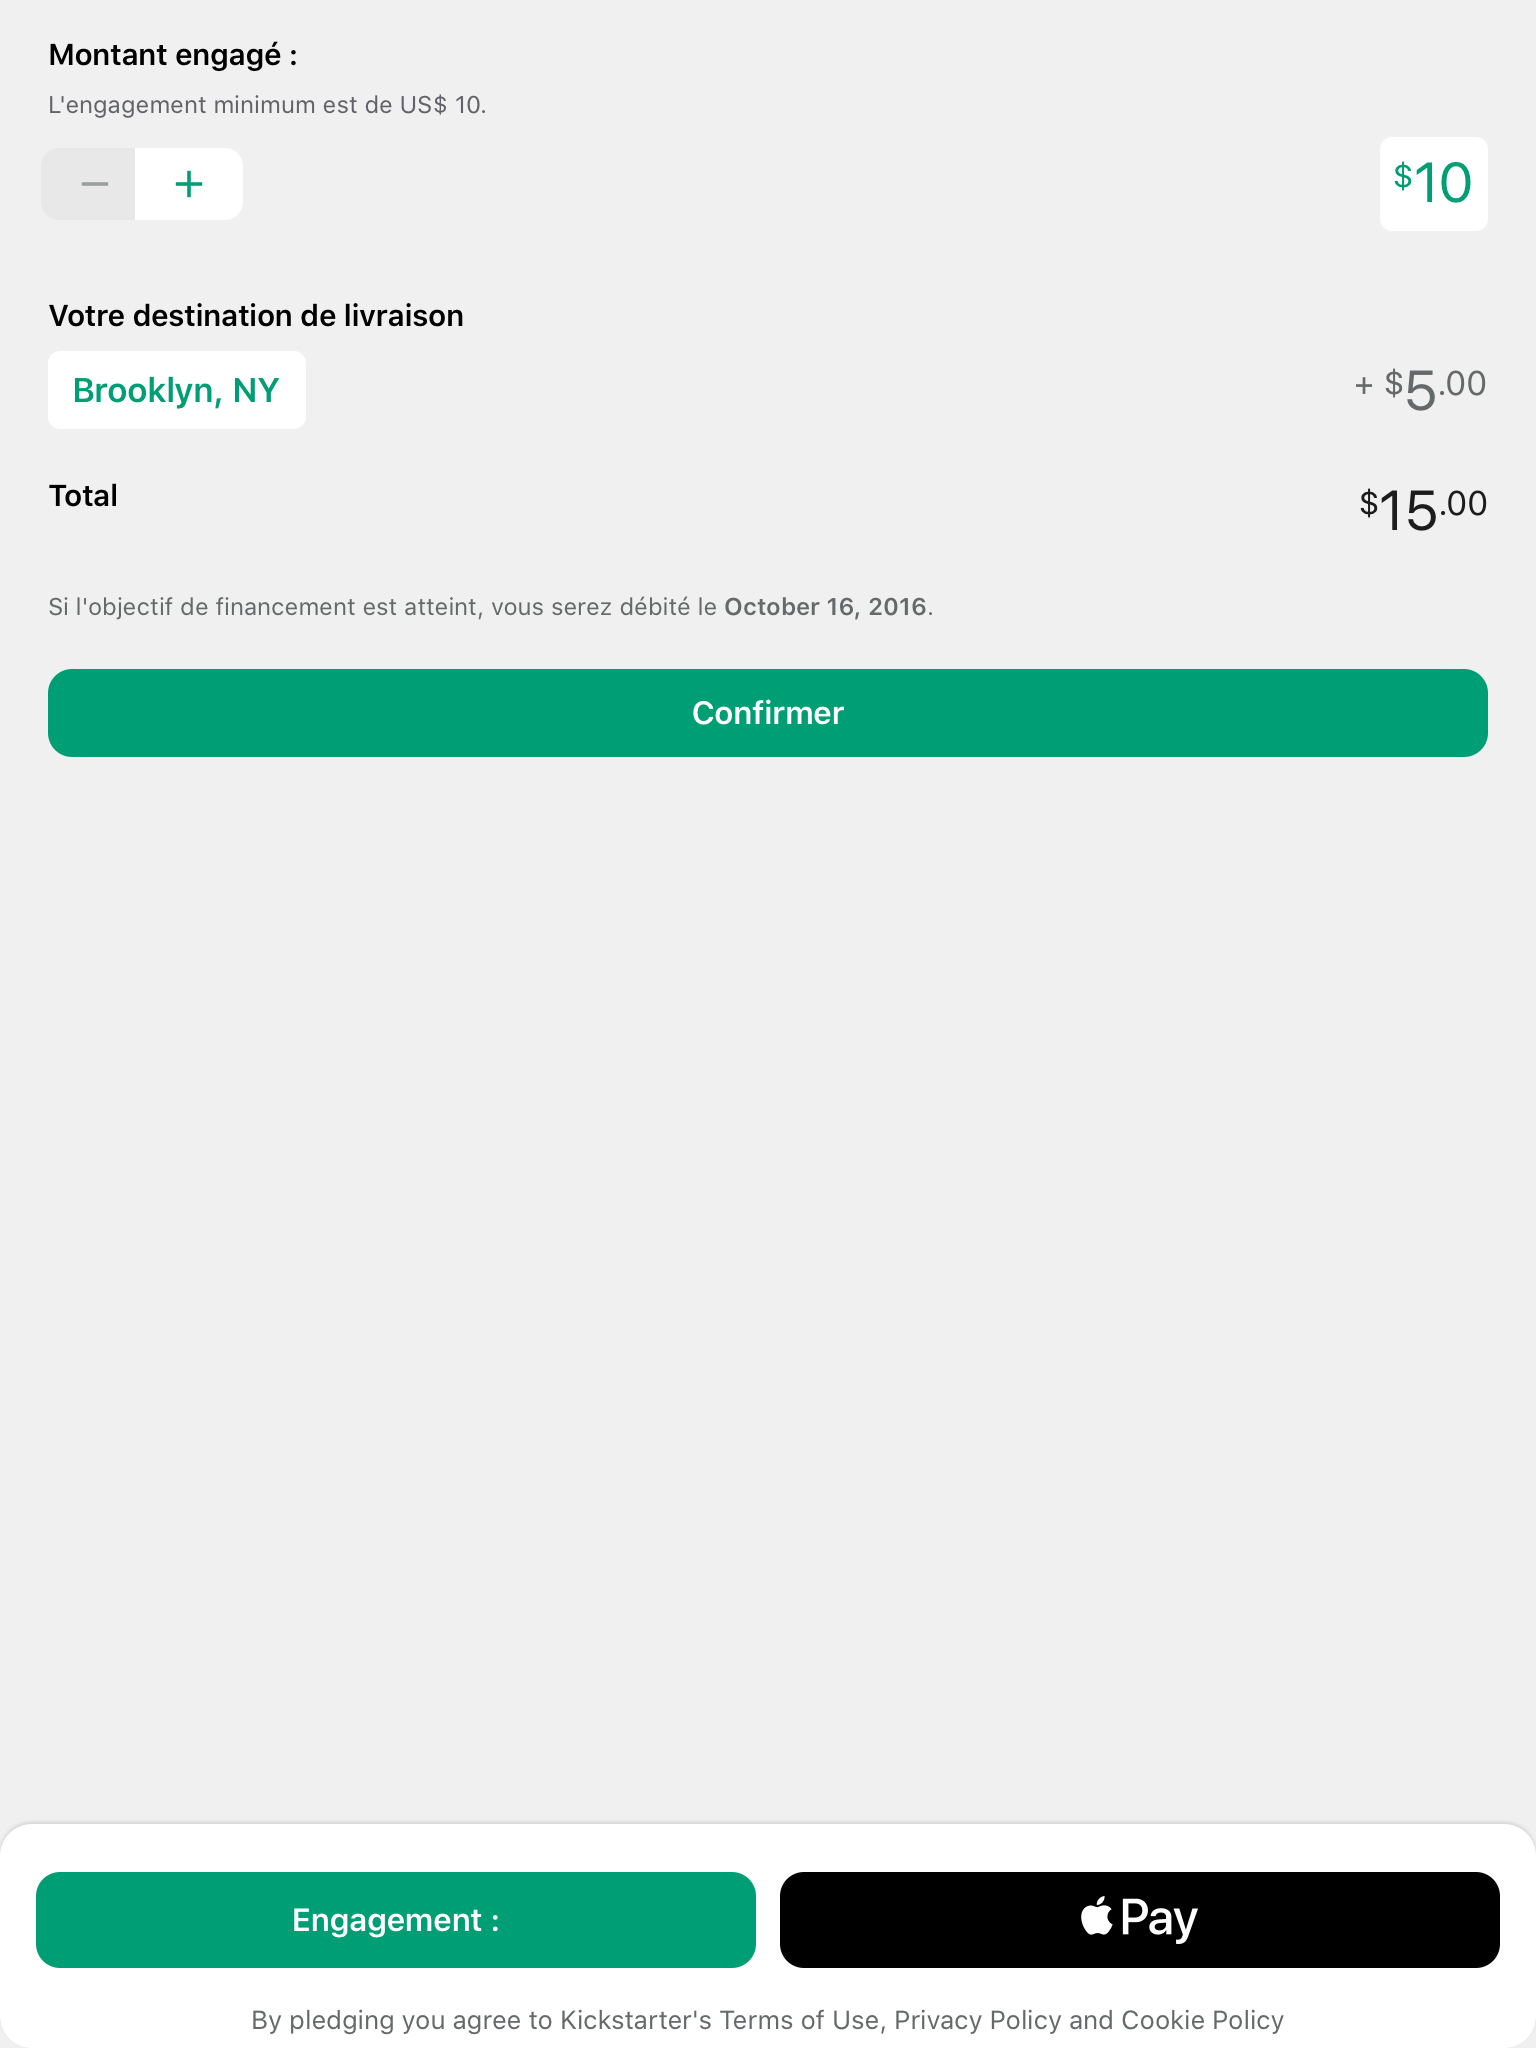 Montant engagé :
L'engagement minimum est de US$ 10.
− +
$10
Votre destination de livraison
Brooklyn, NY
+ $5.00
Total
$15.00
Si l'objectif de financement est atteint, vous serez débité le October 16, 2016.
Confirmer
Engagement :
Pay
By pledging you agree to Kickstarter's Terms of Use, Privacy Policy and Cookie Policy